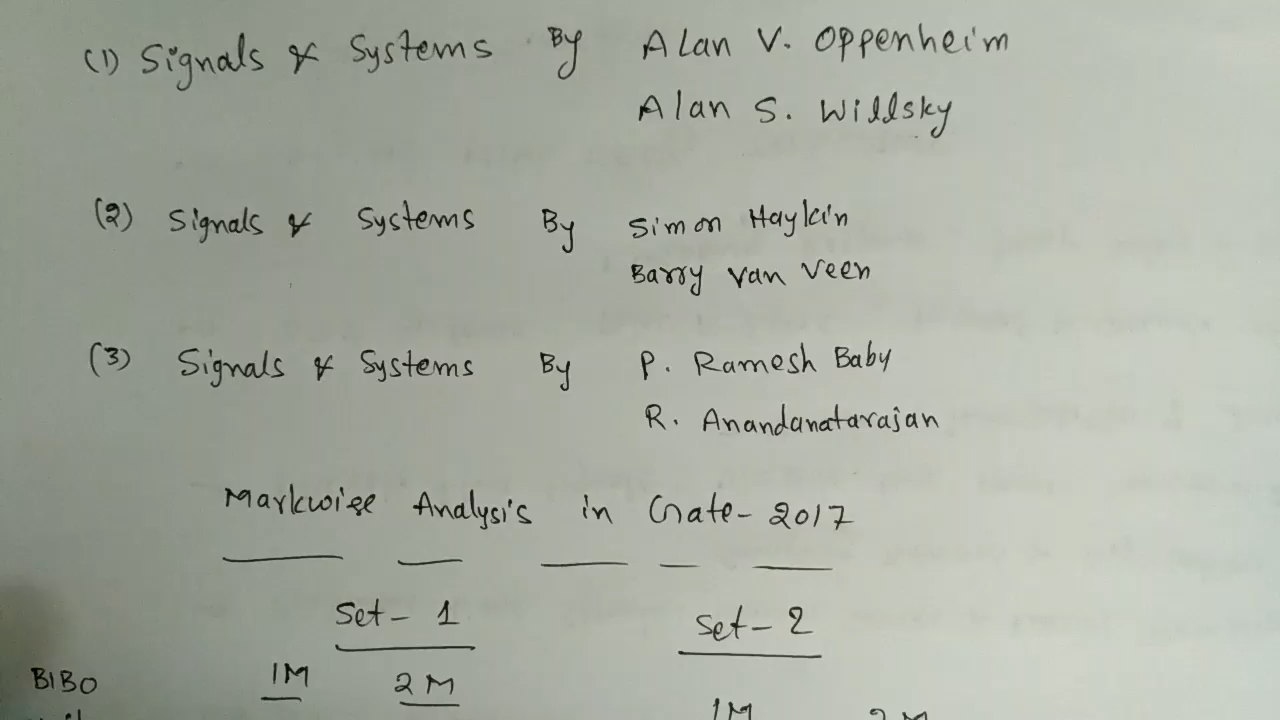 (1) Signals & Systems By Alan V. Oppenheim
Alan S. Willsky
(2) Signals & Systems By Simon Haykin
Barry Van Veen
(3) Signals & Systems By P. Ramesh Baby
R. Anandanatarajan
Markwise Analysis in Gate- 2017
Set- 1 Set- 2
BIBO 1M 2M
1M 2M